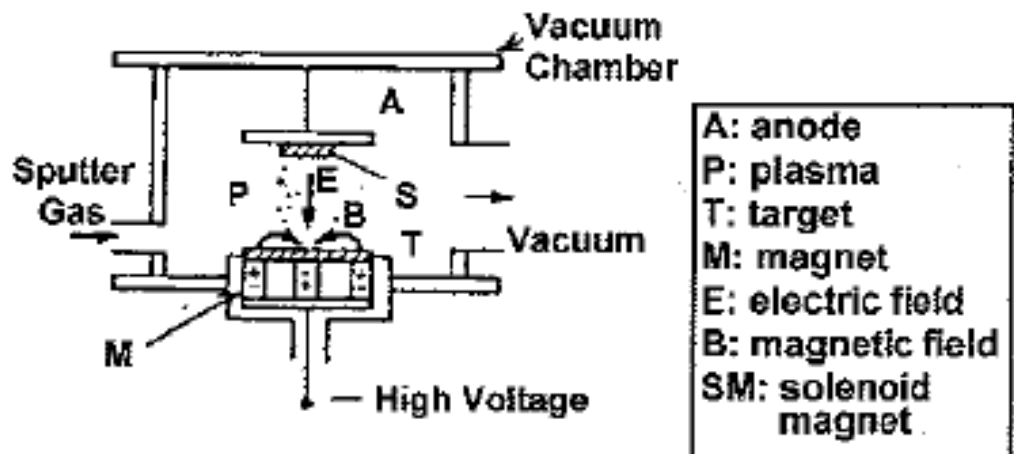 Vacuum
Chamber
A
Sputter
Gas
P
E
S
B
T
Vacuum
M
High Voltage
A: anode
P: plasma
T: target
M: magnet
E: electric field
B: magnetic field
SM: solenoid
magnet